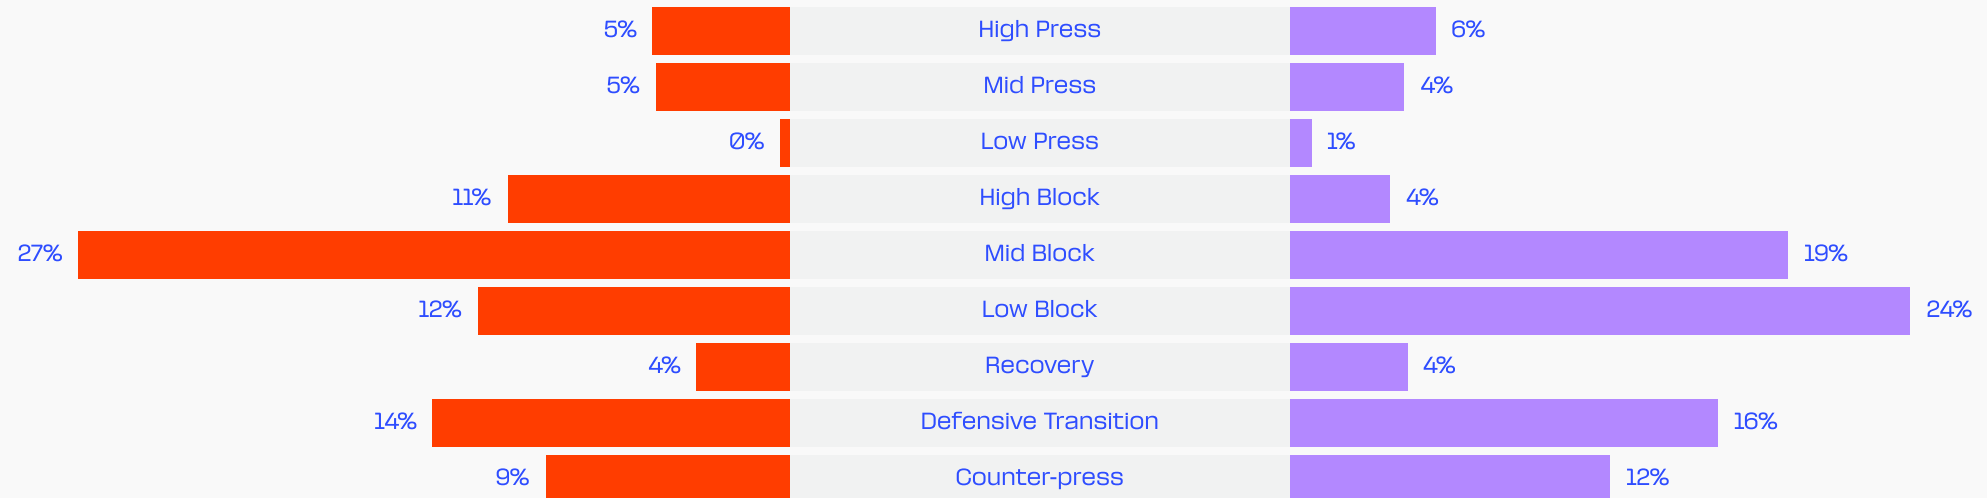 5% High Press 6%
5% Mid Press 4%
0% Low Press 1%
11% High Block 4%
27% Mid Block 19%
12% Low Block 24%
4% Recovery 4%
14% Defensive Transition 16%
9% Counter-press 12%